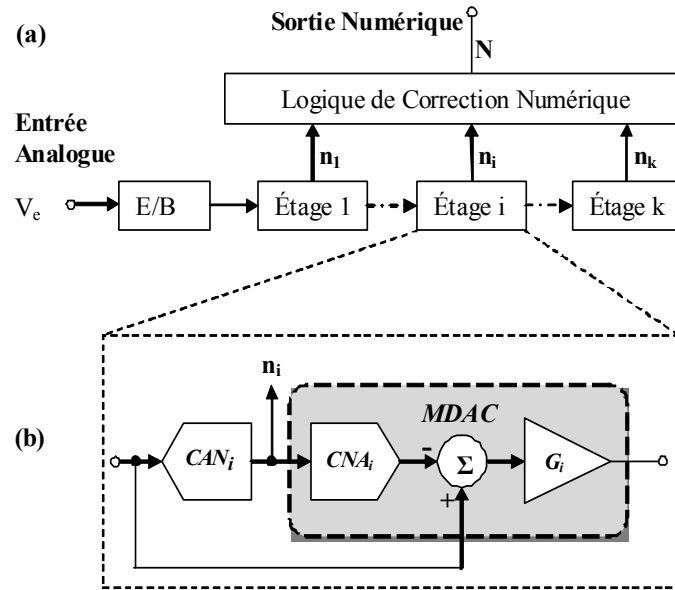 (a)
Sortie Numérique
N
Logique de Correction Numérique
Entrée
Analogue
n1
ni
nk
Ve
E/B
Étage 1
Étage i
Étage k
(b)
ni
MDAC
CANi
CNAi
-
Σ
+
Gi